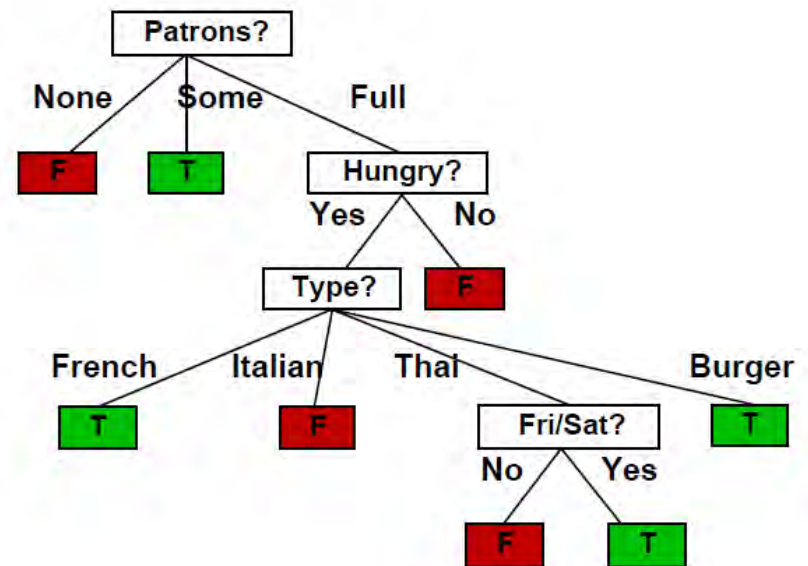 Patrons?
None Some Full
F T Hungry?
Yes No
Type? F
French Italian Thai Burger
T F Fri/Sat? T
No Yes
F T